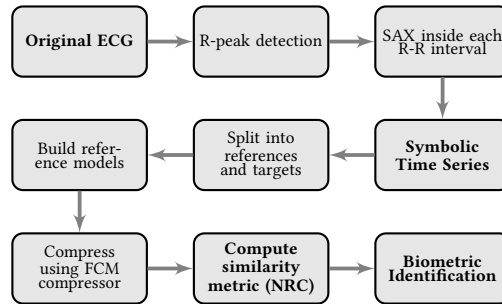 Original ECG
R-peak detection
SAX inside each
R-R interval
Symbolic
Time Series
Split into
references
and targets
Build refer-
ence models
Compress
using FCM
compressor
Compute
similarity
metric (NRC)
Biometric
Identification